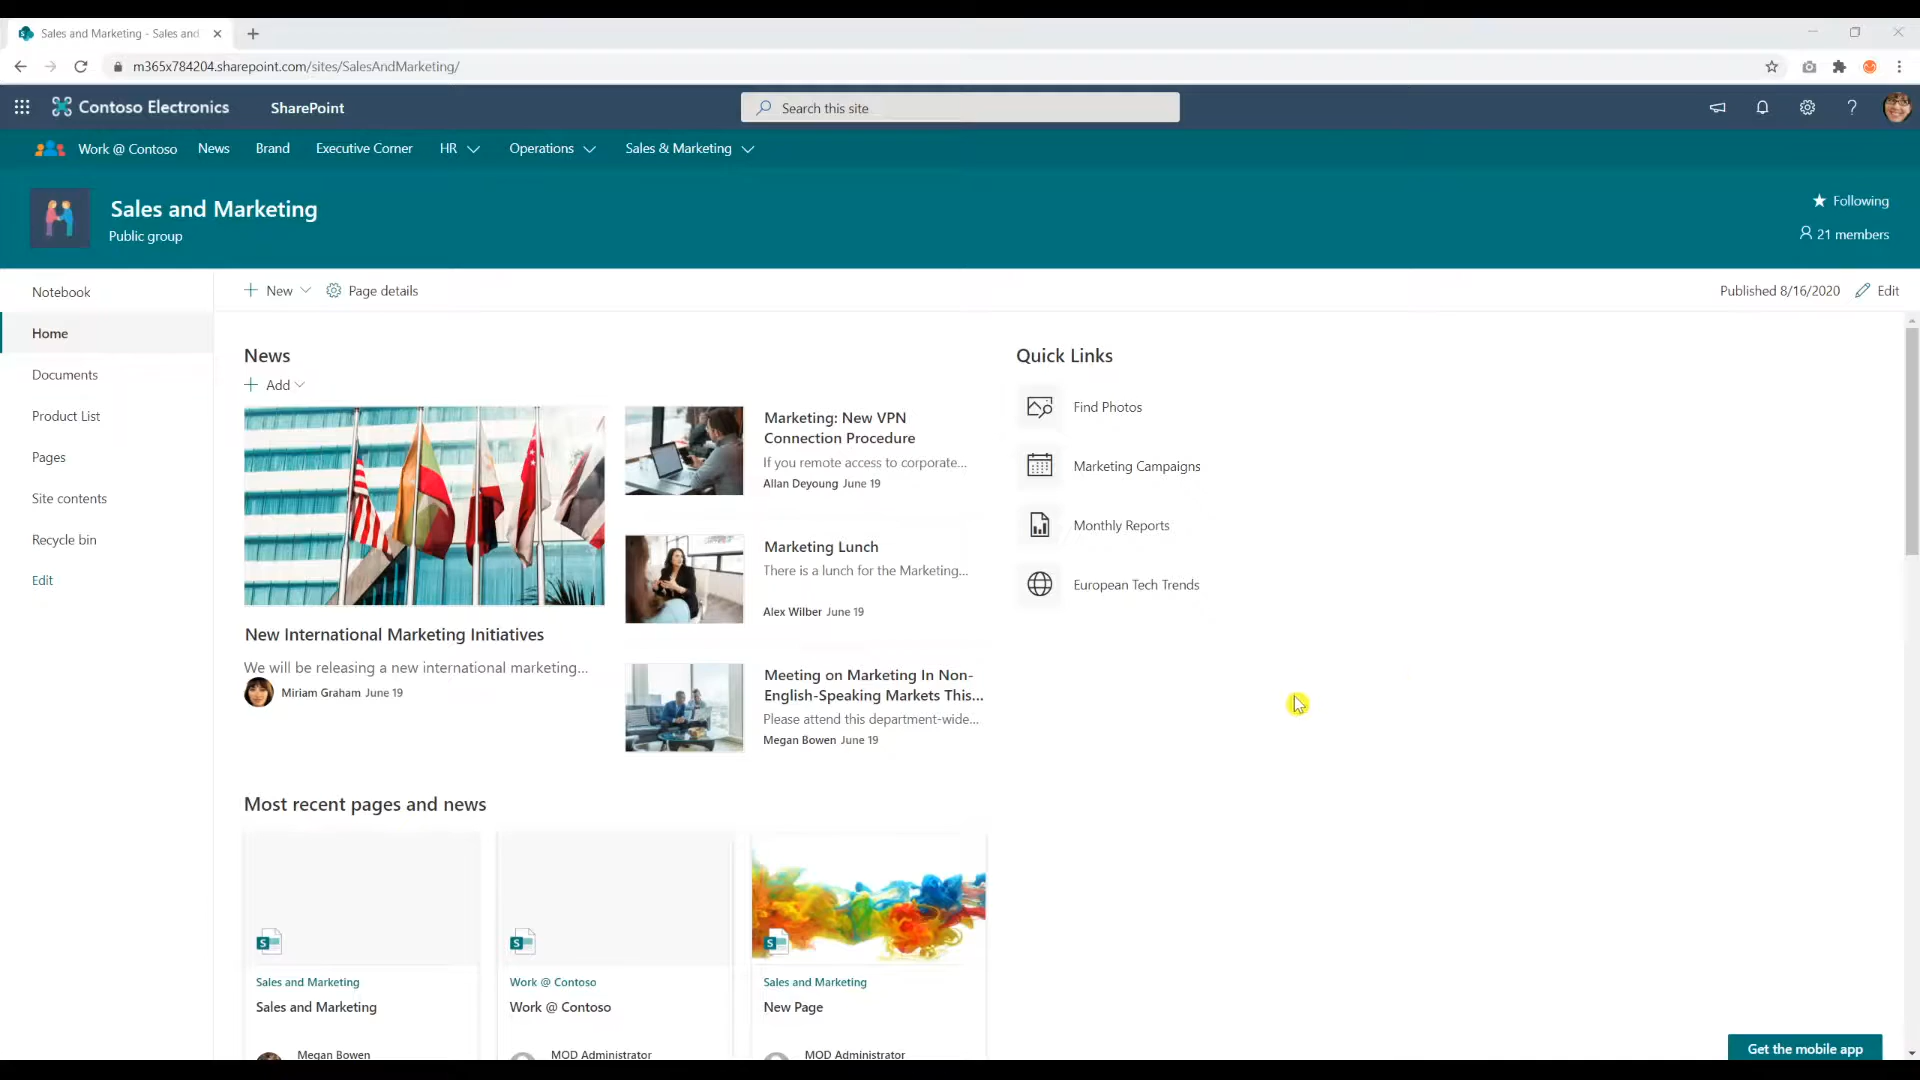 Sales and Marketing - Sales and
m365x784204.sharepoint.com/sites/SalesAndMarketing/
Contoso Electronics
SharePoint
Search this site
Work @ Contoso
News
Brand
Executive Corner
HR
Operations
Sales & Marketing
Sales and Marketing
Public group
Following
21 members
Notebook
Home
Documents
Product List
Pages
Site contents
Recycle bin
Edit
New
Page details
Published 8/16/2020
Edit
News
Add
New International Marketing Initiatives
We will be releasing a new international marketing...
Miriam Graham June 19
Marketing: New VPN
Connection Procedure
If you remote access to corporate...
Allan Deyoung June 19
Marketing Lunch
There is a lunch for the Marketing...
Alex Wilber June 19
Meeting on Marketing In Non-
English-Speaking Markets This...
Please attend this department-wide...
Megan Bowen June 19
Quick Links
Find Photos
Marketing Campaigns
Monthly Reports
European Tech Trends
Most recent pages and news
Sales and Marketing
Sales and Marketing
Megan Bowen
Work @ Contoso
Work @ Contoso
MOD Administrator
Sales and Marketing
New Page
MOD Administrator
Get the mobile app